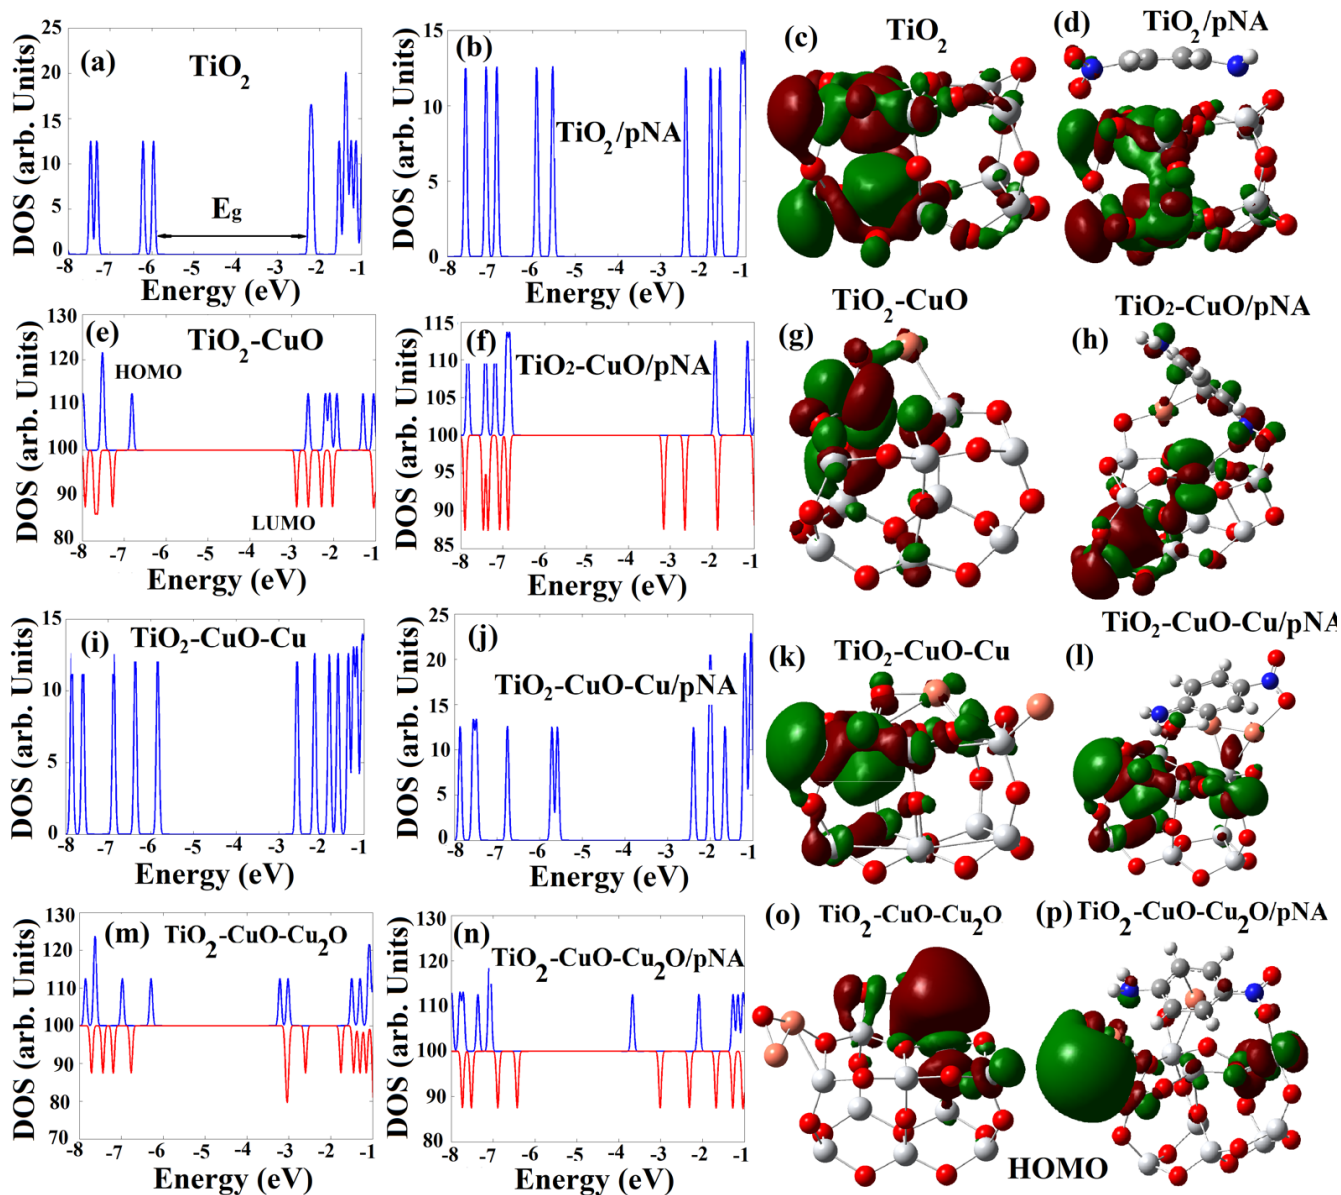 (a) TiO2
Eg
DOS (arb. Units)
25
20
15
10
5
0
-8 -7 -6 -5 -4 -3 -2 -1
Energy (eV)
(b)
TiO2/pNA
DOS (arb. Units)
15
10
5
0
-8 -7 -6 -5 -4 -3 -2 -1
Energy (eV)
(c) TiO2
(d) TiO2/pNA
(e) TiO2-CuO
HOMO
LUMO
DOS (arb. Units)
130
120
110
100
90
80
-8 -7 -6 -5 -4 -3 -2 -1
Energy (eV)
(f)
TiO2-CuO/pNA
DOS (arb. Units)
115
110
105
100
95
90
85
-8 -7 -6 -5 -4 -3 -2 -1
Energy (eV)
(g) TiO2-CuO
TiO2-CuO/pNA
(h)
(i) TiO2-CuO-Cu
DOS (arb. Units)
15
10
5
0
-8 -7 -6 -5 -4 -3 -2 -1
Energy (eV)
(j)
TiO2-CuO-Cu/pNA
DOS (arb. Units)
25
20
15
10
5
0
-8 -7 -6 -5 -4 -3 -2 -1
Energy (eV)
(k) TiO2-CuO-Cu
TiO2-CuO-Cu/pNA
(l)
(m) TiO2-CuO-Cu2O
DOS (arb. Units)
130
120
110
100
90
80
70
-8 -7 -6 -5 -4 -3 -2 -1
Energy (eV)
(n)
TiO2-CuO-Cu2O/pNA
DOS (arb. Units)
130
120
110
100
90
80
-8 -7 -6 -5 -4 -3 -2 -1
Energy (eV)
(o) TiO2-CuO-Cu2O
(p) TiO2-CuO-Cu2O/pNA
HOMO